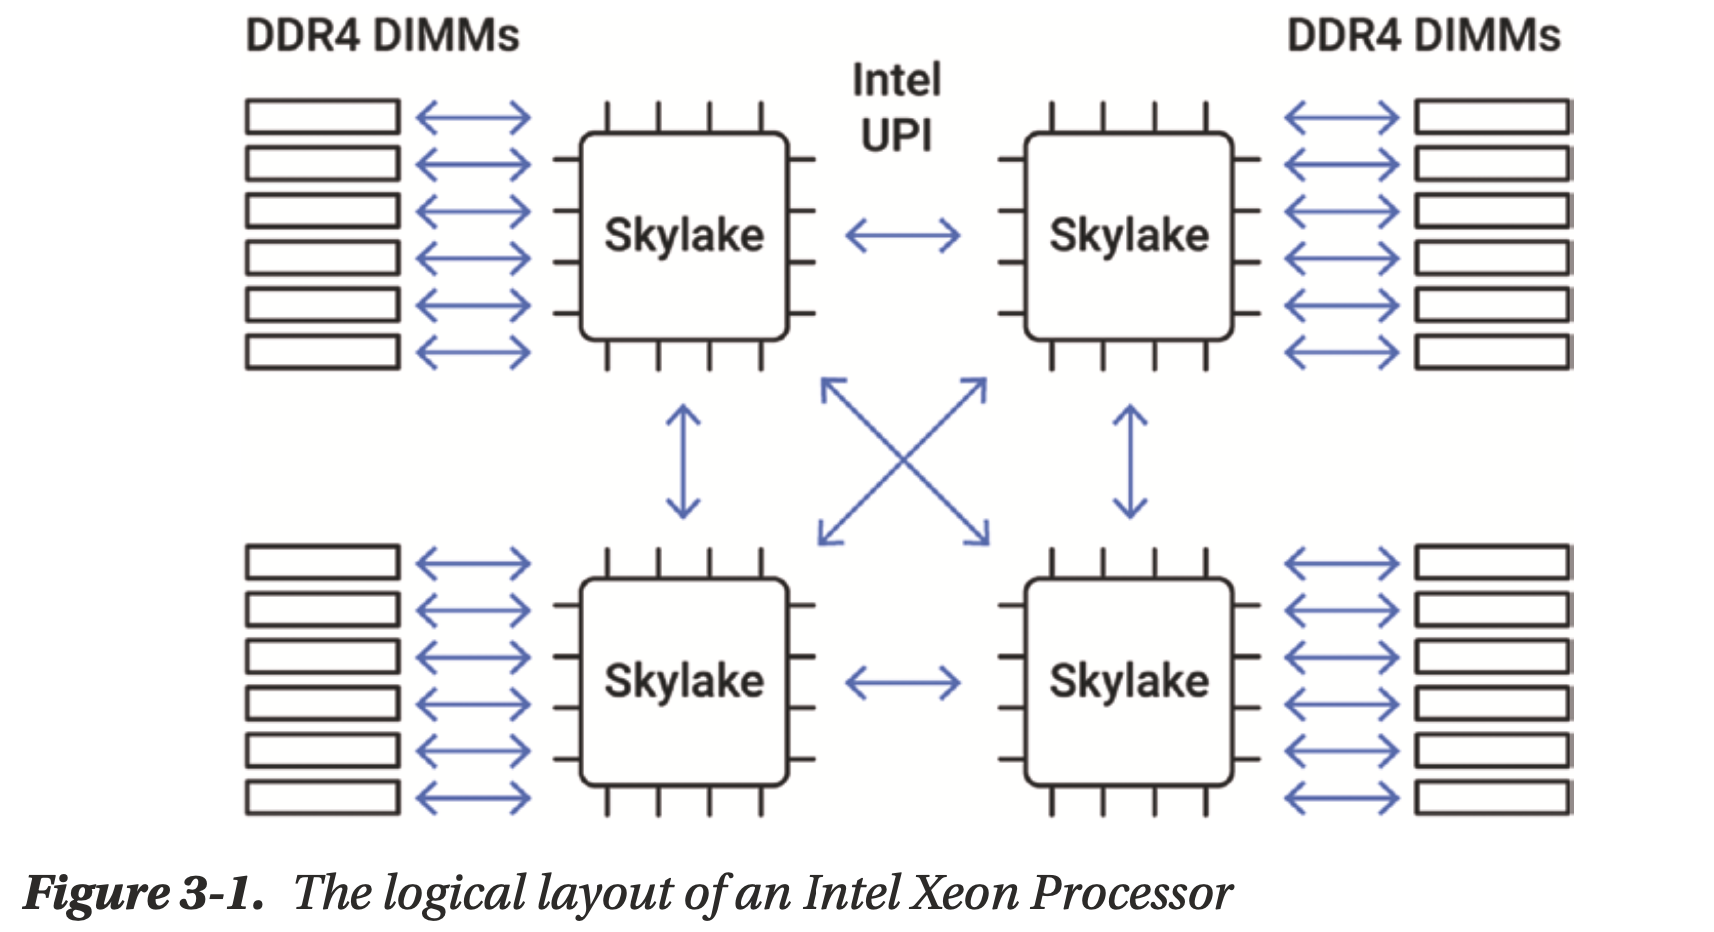 DDR4 DIMMs
DDR4 DIMMs
Intel
UPI
Skylake
Skylake
Skylake
Skylake
Figure 3-1. The logical layout of an Intel Xeon Processor